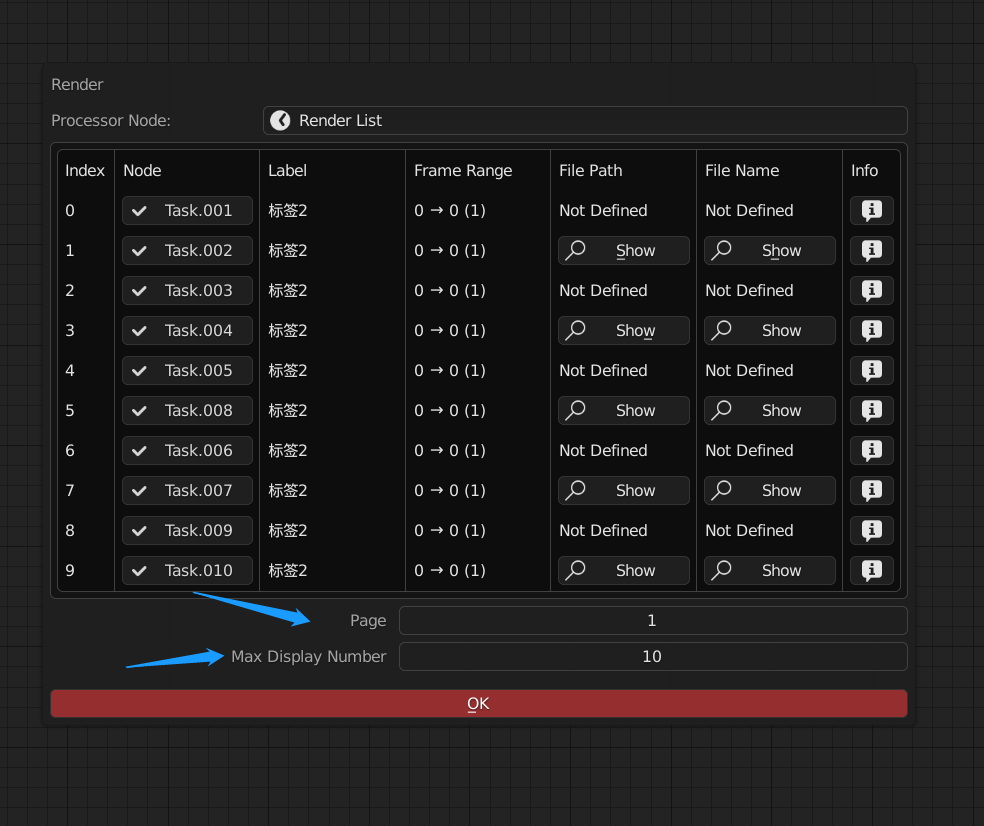 Render
Processor Node: Render List
Index Node Label Frame Range File Path File Name Info
0 Task.001 标签2 0 → 0 (1) Not Defined Not Defined
1 Task.002 标签2 0 → 0 (1) Show Show
2 Task.003 标签2 0 → 0 (1) Not Defined Not Defined
3 Task.004 标签2 0 → 0 (1) Show Show
4 Task.005 标签2 0 → 0 (1) Not Defined Not Defined
5 Task.008 标签2 0 → 0 (1) Show Show
6 Task.006 标签2 0 → 0 (1) Not Defined Not Defined
7 Task.007 标签2 0 → 0 (1) Show Show
8 Task.009 标签2 0 → 0 (1) Not Defined Not Defined
9 Task.010 标签2 0 → 0 (1) Show Show
Page 1
Max Display Number 10
OK